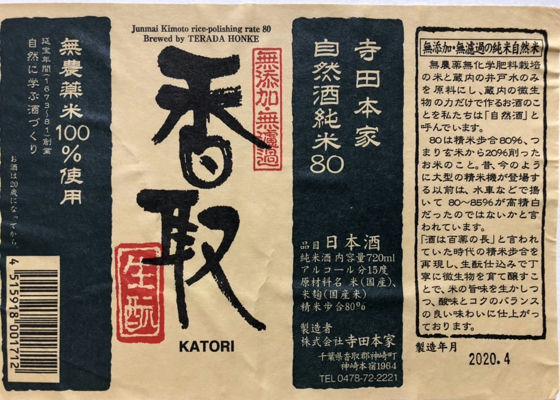 Junmai Kimoto rice-polishing rate 80
Brewed by TERADA HONKE
無農薬米100%使用
延宝年間(1673~81)創業
自然に学ぶ酒づくり
お酒は20歳になってから
4 515918 001712
香取
無添加・無濾過
生酛
KATORI
寺田本家
自然酒純米80
品目 日本酒
純米酒 内容量720ml
アルコール分15度
原材料名 米(国産)、
米麹(国産米)
精米歩合80%
製造者
株式会社寺田本家
千葉県香取郡神崎町
神崎本宿1964
TEL0478-72-2221
無添加・無濾過の純米自然米
無農薬無化学肥料栽培
の米と蔵内の井戸水のみ
を原料にし、蔵内の微生
物の力だけで作るお酒のこ
とを私たちは「自然酒」と
呼んでいます。
80は精米歩合80%、つ
まり玄米から20%削った
お米のこと。昔、今のよう
に大型の精米機が登場す
る以前は、水車などで搗
いて 80~85%が高精白
だったのではないかと言
われています。
「酒は百薬の長」と言われ
ていた時代の精米歩合を
再現し、生酛仕込みで丁
寧に微生物を育て醸すこ
とで、米の旨味を生かしつ
つ、酸味とコクのバランス
の良い味わいに仕上がっ
ております。
製造年月
2020.4